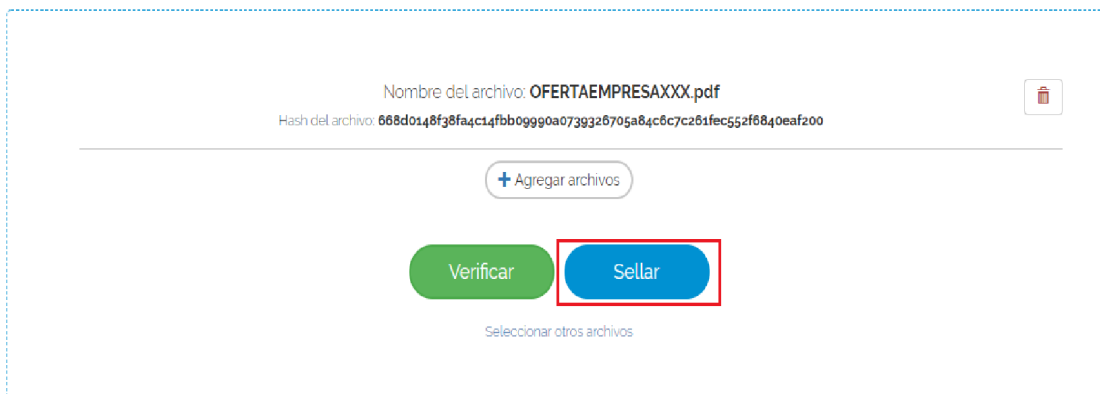 Nombre del archivo: OFERTAEMPRESAXXX.pdf
Hash del archivo: 668d0148f38fa4c14fbb09990a0739326705a84c6c7c261fec552f6840eaf200
+ Agregar archivos
Verificar
Sellar
Seleccionar otros archivos